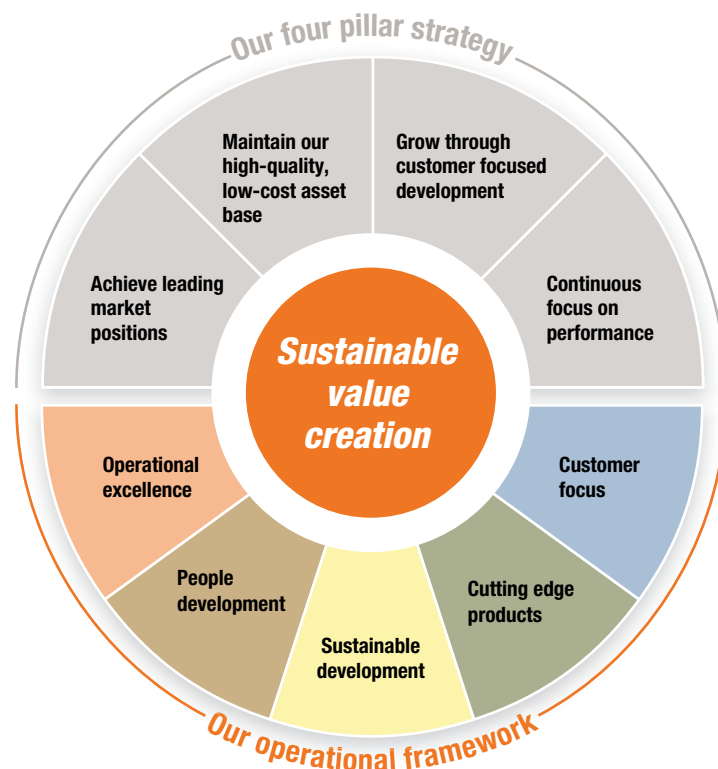 Our four pillar strategy
Maintain our
high-quality,
low-cost asset
base
Grow through
customer focused
development
Achieve leading
market
positions
Continuous
focus on
performance
Sustainable
value
creation
Operational
excellence
Customer
focus
People
development
Cutting edge
products
Sustainable
development
Our operational framework